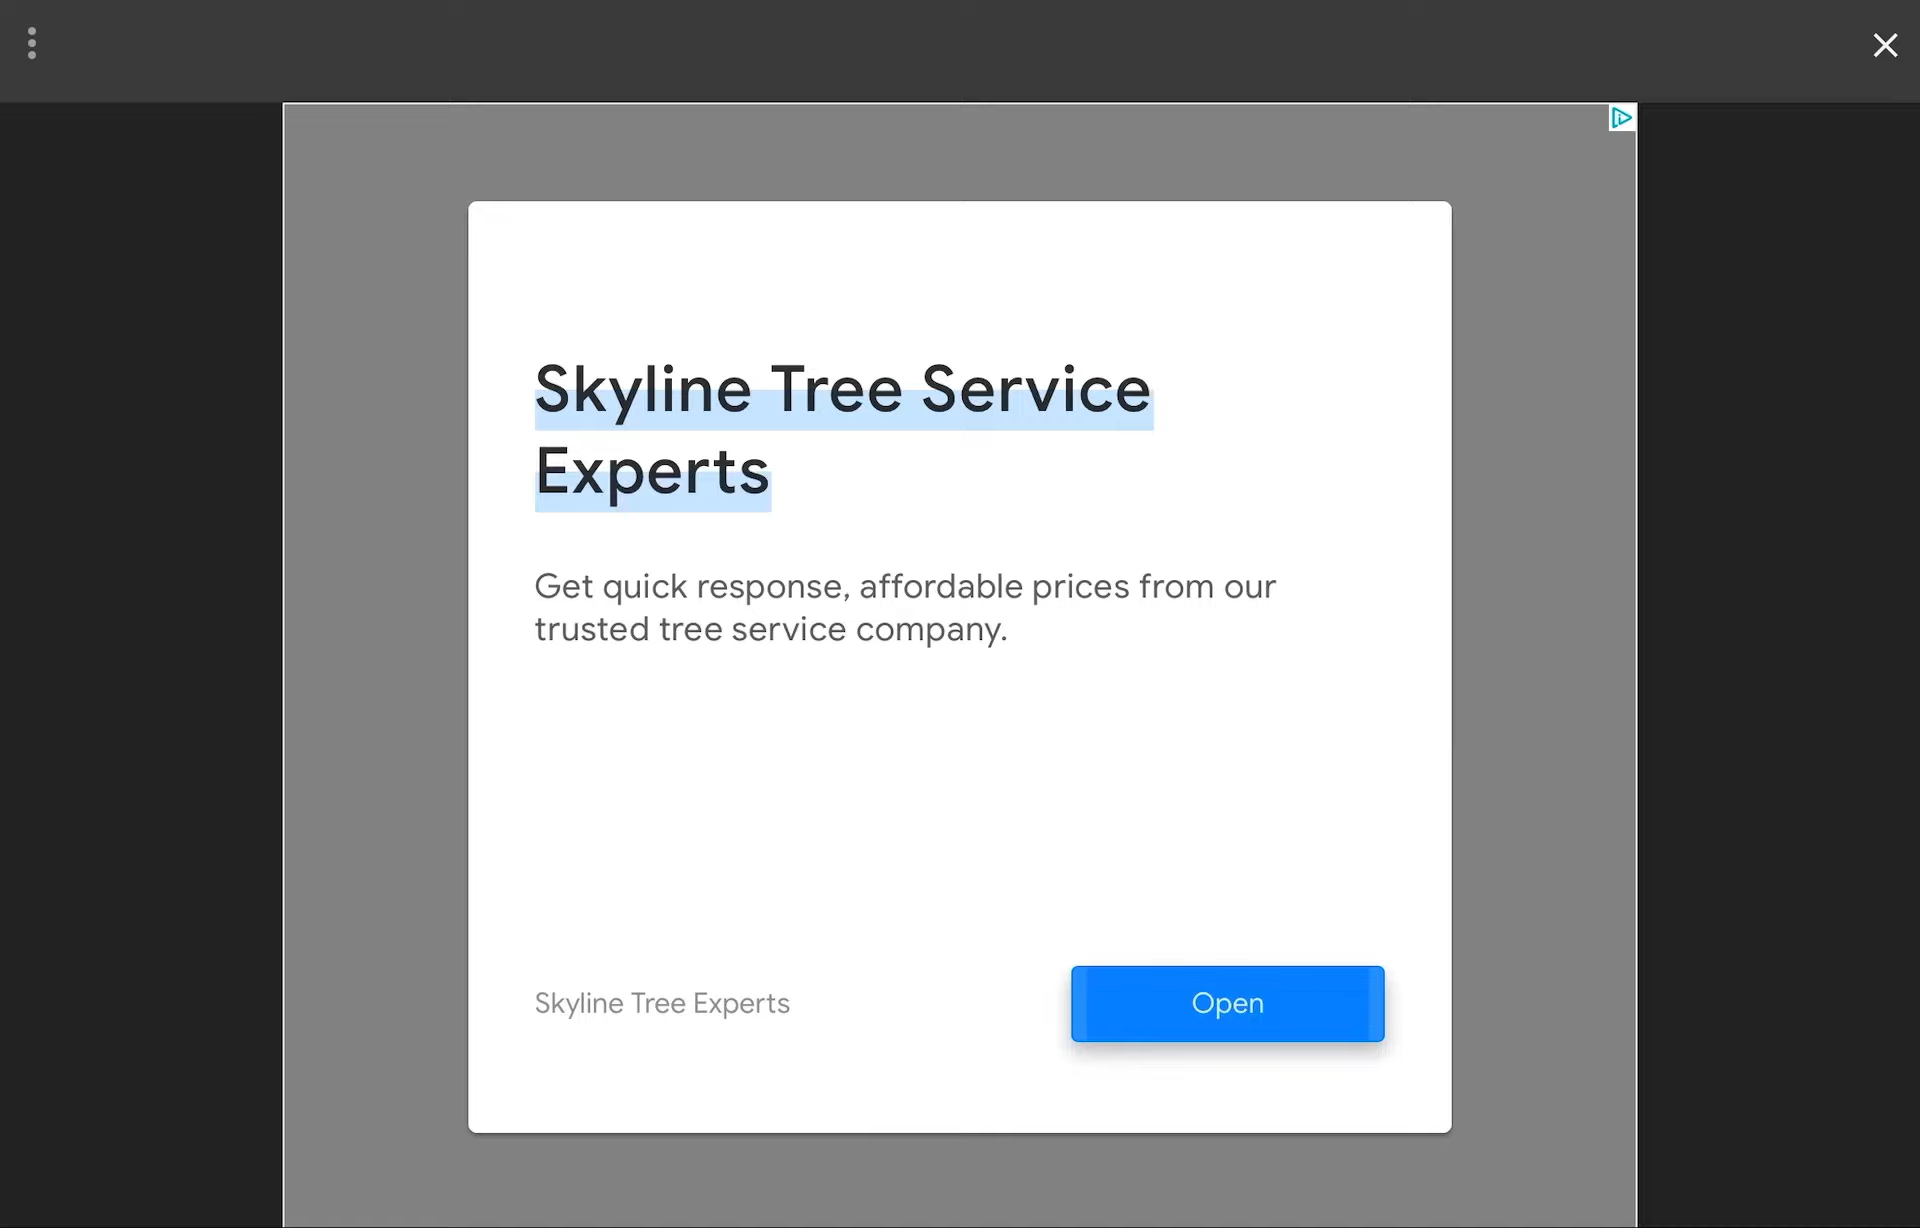 Skyline Tree Service
Experts
Get quick response, affordable prices from our
trusted tree service company.
Skyline Tree Experts
Open